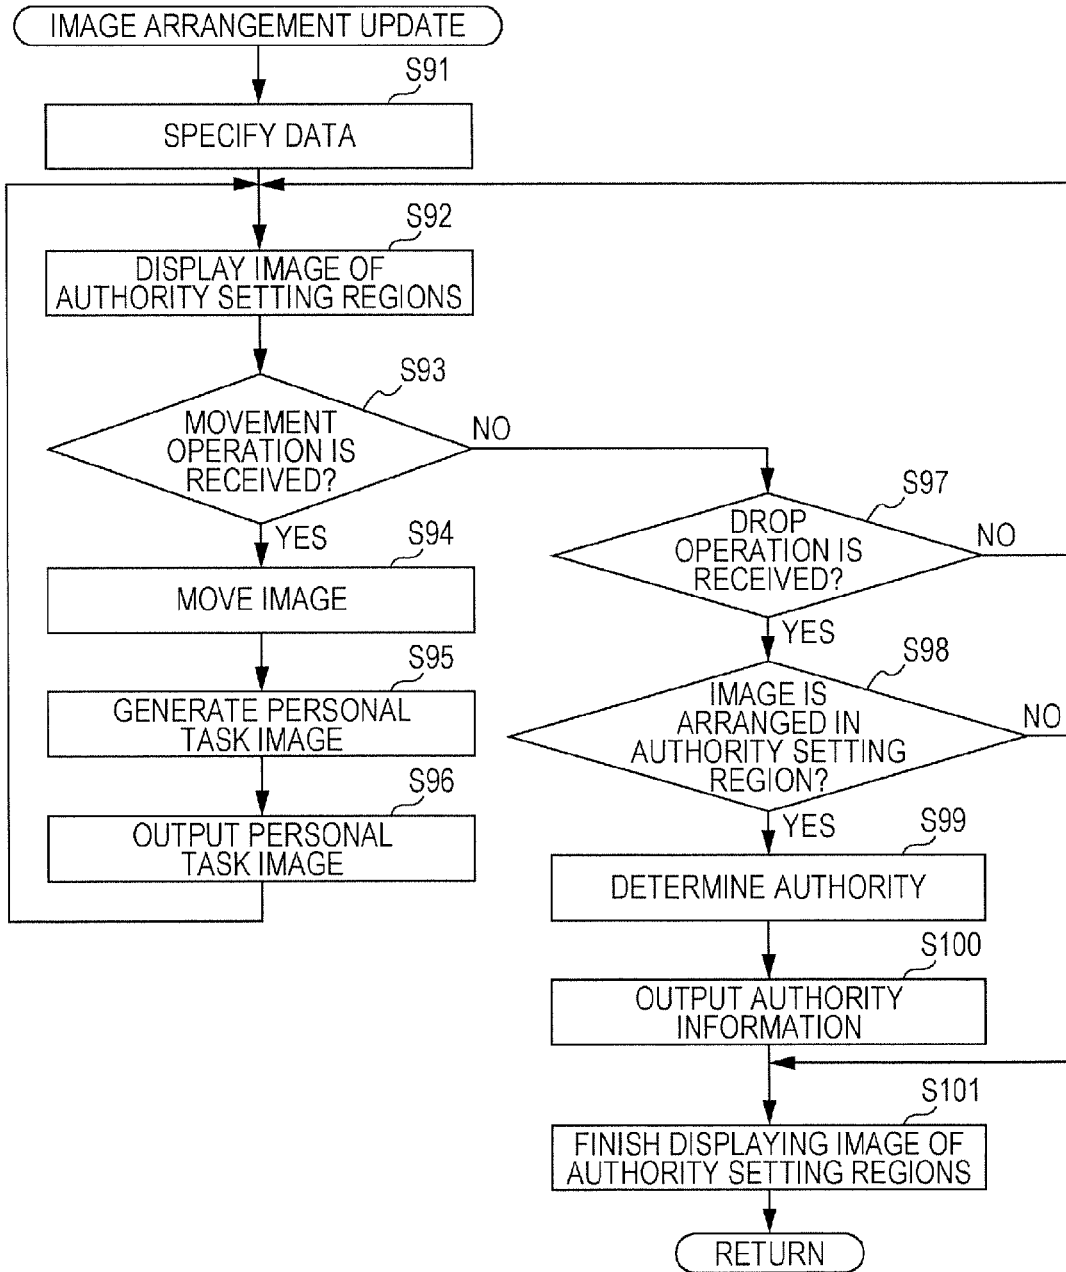 IMAGE ARRANGEMENT UPDATE
S91
SPECIFY DATA
S92
DISPLAY IMAGE OF
AUTHORITY SETTING REGIONS
S93
MOVEMENT
OPERATION IS
RECEIVED?
NO
YES
S94
MOVE IMAGE
S95
GENERATE PERSONAL
TASK IMAGE
S96
OUTPUT PERSONAL
TASK IMAGE
S97
DROP
OPERATION IS
RECEIVED?
NO
YES
S98
IMAGE IS
ARRANGED IN
AUTHORITY SETTING
REGION?
NO
YES
S99
DETERMINE AUTHORITY
S100
OUTPUT AUTHORITY
INFORMATION
S101
FINISH DISPLAYING IMAGE OF
AUTHORITY SETTING REGIONS
RETURN